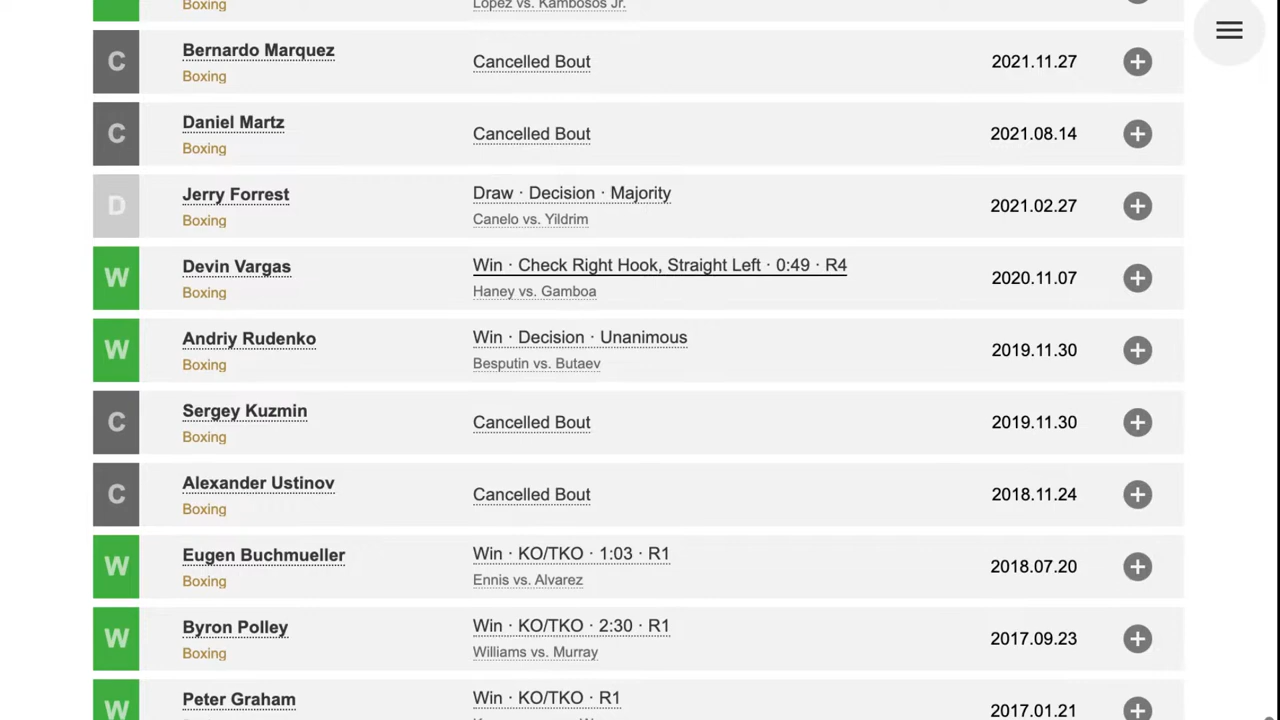 Boxing
Lopez vs. Kambosos Jr.
C
Bernardo Marquez
Boxing
Cancelled Bout
2021.11.27
C
Daniel Martz
Boxing
Cancelled Bout
2021.08.14
D
Jerry Forrest
Boxing
Draw · Decision · Majority
Canelo vs. Yildrim
2021.02.27
W
Devin Vargas
Boxing
Win · Check Right Hook, Straight Left · 0:49 · R4
Haney vs. Gamboa
2020.11.07
W
Andriy Rudenko
Boxing
Win · Decision · Unanimous
Besputin vs. Butaev
2019.11.30
C
Sergey Kuzmin
Boxing
Cancelled Bout
2019.11.30
C
Alexander Ustinov
Boxing
Cancelled Bout
2018.11.24
W
Eugen Buchmueller
Boxing
Win · KO/TKO · 1:03 · R1
Ennis vs. Alvarez
2018.07.20
W
Byron Polley
Boxing
Win · KO/TKO · 2:30 · R1
Williams vs. Murray
2017.09.23
W
Peter Graham
Win · KO/TKO · R1
2017.01.21